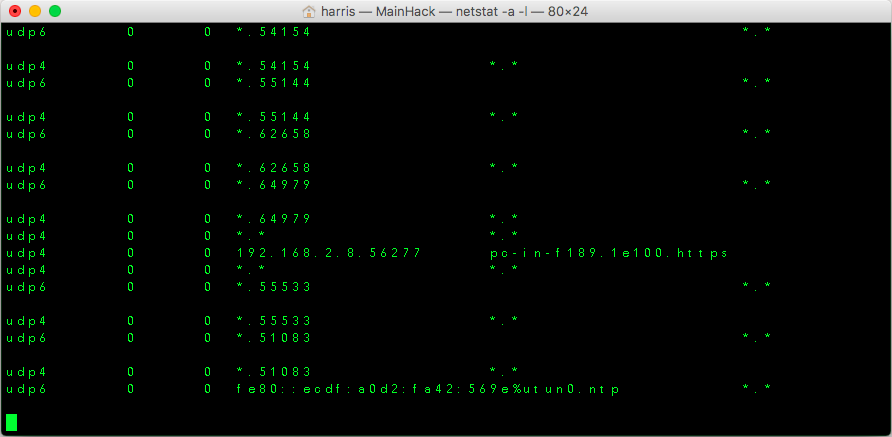 harris — MainHack — netstat -a -l — 80×24
udp6 0 0 *.54154 *.*
udp4 0 0 *.54154 *.*
udp6 0 0 *.55144 *.*
udp4 0 0 *.55144 *.*
udp6 0 0 *.62658 *.*
udp4 0 0 *.62658 *.*
udp6 0 0 *.64979 *.*
udp4 0 0 *.64979 *.*
udp4 0 0 *.* *.*
udp4 0 0 192.168.2.8.56277 po-in-f189.1e100.https
udp4 0 0 *.* *.*
udp6 0 0 *.55533 *.*
udp4 0 0 *.55533 *.*
udp6 0 0 *.51083 *.*
udp4 0 0 *.51083 *.*
udp6 0 0 fe80::ecdf:a0d2:fa42:569e%utun0.ntp *.*